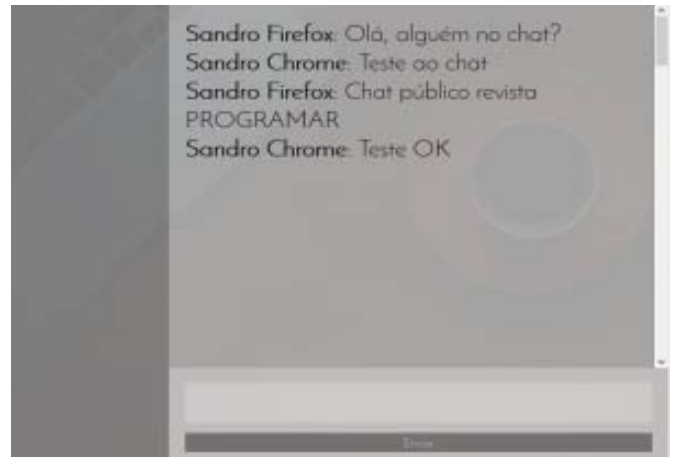 Sandro Firefox: Olá, alguém no chat?
Sandro Chrome: Teste ao chat
Sandro Firefox: Chat público revista
PROGRAMAR
Sandro Chrome: Teste OK
Enviar